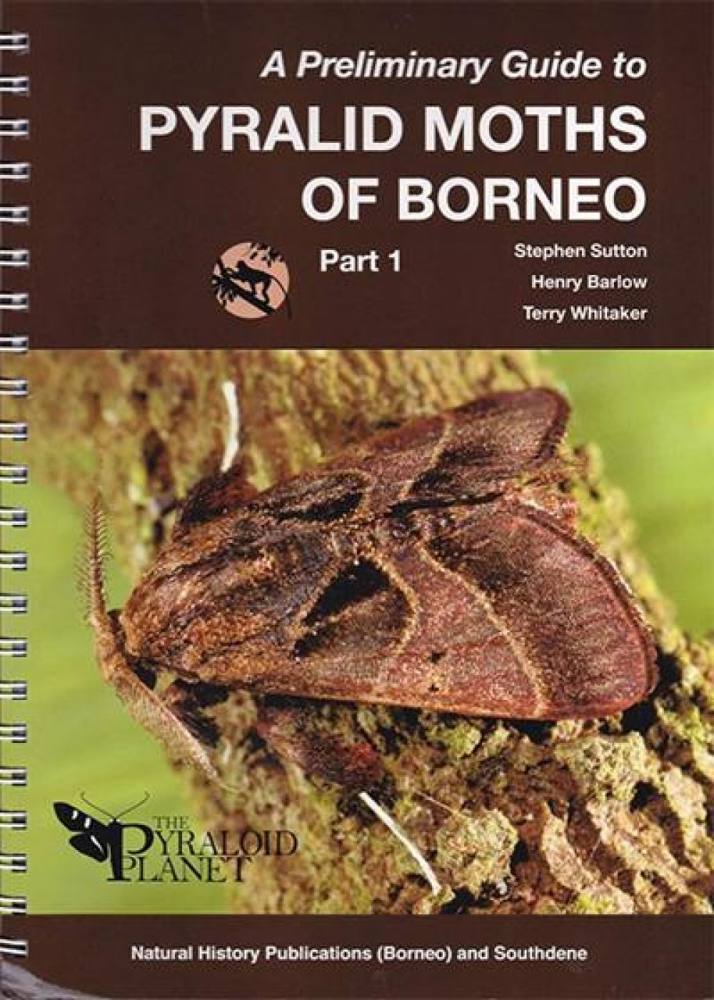 A Preliminary Guide to
PYRALID MOTHS
OF BORNEO
Part 1
Stephen Sutton
Henry Barlow
Terry Whitaker
THE
PYRALOID
PLANET
Natural History Publications (Borneo) and Southdene